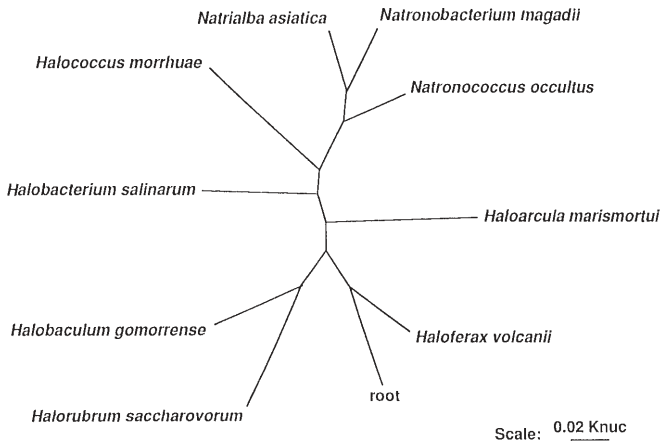 Natrialba asiatica
Natronobacterium magadii
Halococcus morrhuae
Natronococcus occultus
Halobacterium salinarum
Haloarcula marismortui
Halobaculum gomorrense
Haloferax volcanii
root
Halorubrum saccharovorum
Scale: 0.02 Knuc